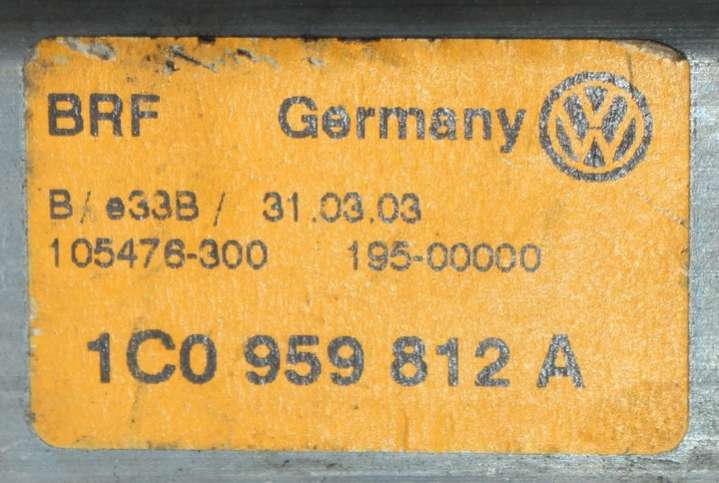 BRF Germany
B/ e33B / 31.03.03
105476-300 195-00000
1C0 959 812 A